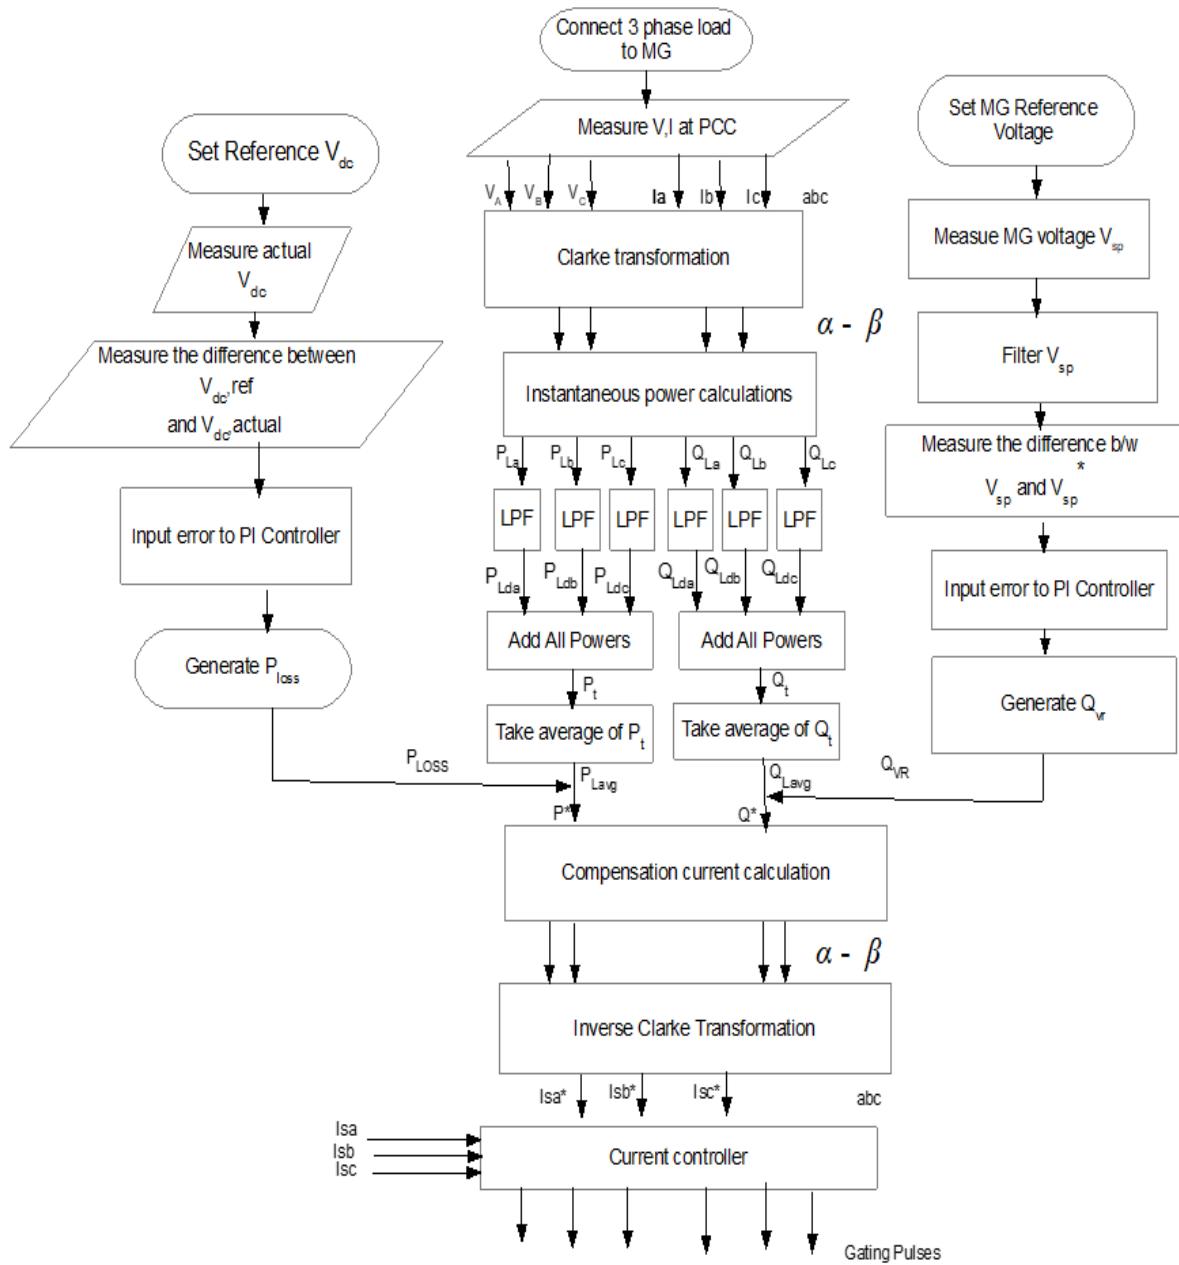 Connect 3 phase load
to MG
Measure V,I at PCC
V_A V_B V_C Ia Ib Ic abc
Clarke transformation
α - β
Instantaneous power calculations
P_La P_Lb P_Lc Q_La Q_Lb Q_Lc
LPF LPF LPF LPF LPF LPF
P_Lda P_Ldb P_Ldc Q_Lda Q_Ldb Q_Ldc
Add All Powers Add All Powers
P_t Q_t
Take average of P_t Take average of Q_t
Set Reference V_dc
Measure actual
V_dc
Measure the difference between
V_dc,ref
and V_dc,actual
Input error to PI Controller
Generate P_loss
P_LOSS
P_Lavg
P*
Set MG Reference
Voltage
Measue MG voltage V_sp
Filter V_sp
Measure the difference b/w
V_sp and V_sp*
Input error to PI Controller
Generate Q_vr
Q_VR
Q_Lavg
Q*
Compensation current calculation
α - β
Inverse Clarke Transformation
Isa* Isb* Isc* abc
Isa
Isb
Isc
Current controller
Gating Pulses